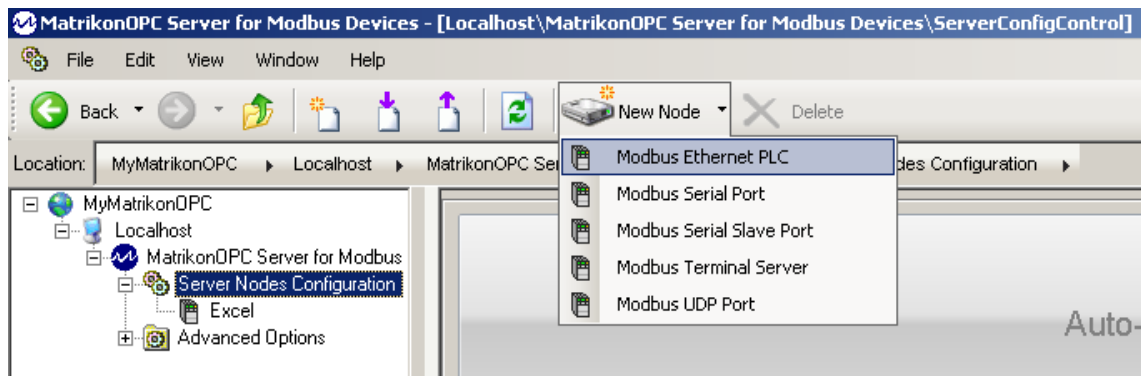 MatrikonOPC Server for Modbus Devices - [Localhost\MatrikonOPC Server for Modbus Devices\ServerConfigControl]
File Edit View Window Help
Back New Node Delete
Location: MyMatrikonOPC Localhost MatrikonOPC Ser des Configuration
Modbus Ethernet PLC
Modbus Serial Port
Modbus Serial Slave Port
Modbus Terminal Server
Modbus UDP Port
MyMatrikonOPC
Localhost
MatrikonOPC Server for Modbus
Server Nodes Configuration
Excel
Advanced Options
Auto-